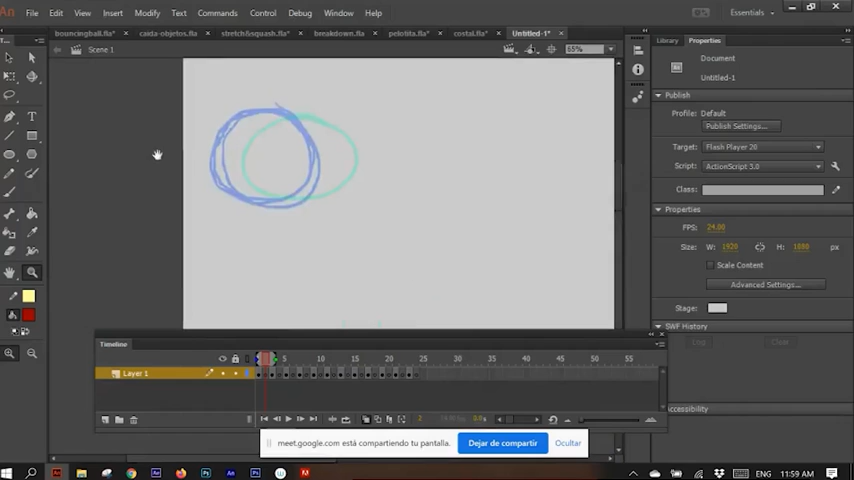 An File Edit View Insert Modify Text Commands Control Debug Window Help Essentials
bouncingball.fla* caida-objetos.fla stretch&squash.fla* breakdown.fla pelotita.fla* costal.fla* Untitled-1*
Scene 1 65%
Library Properties
Document
Untitled-1
Publish
Profile: Default
Publish Settings...
Target: Flash Player 20
Script: ActionScript 3.0
Class:
Properties
FPS: 24.00
Size: W: 1920 H: 1080 px
Scale Content
Advanced Settings...
Stage:
SWF History
Log Clear
Accessibility
Timeline
5 10 15 20 25 30 35 40 45 50 55
Layer 1
2
meet.google.com está compartiendo tu pantalla. Dejar de compartir Ocultar
ENG 11:59 AM